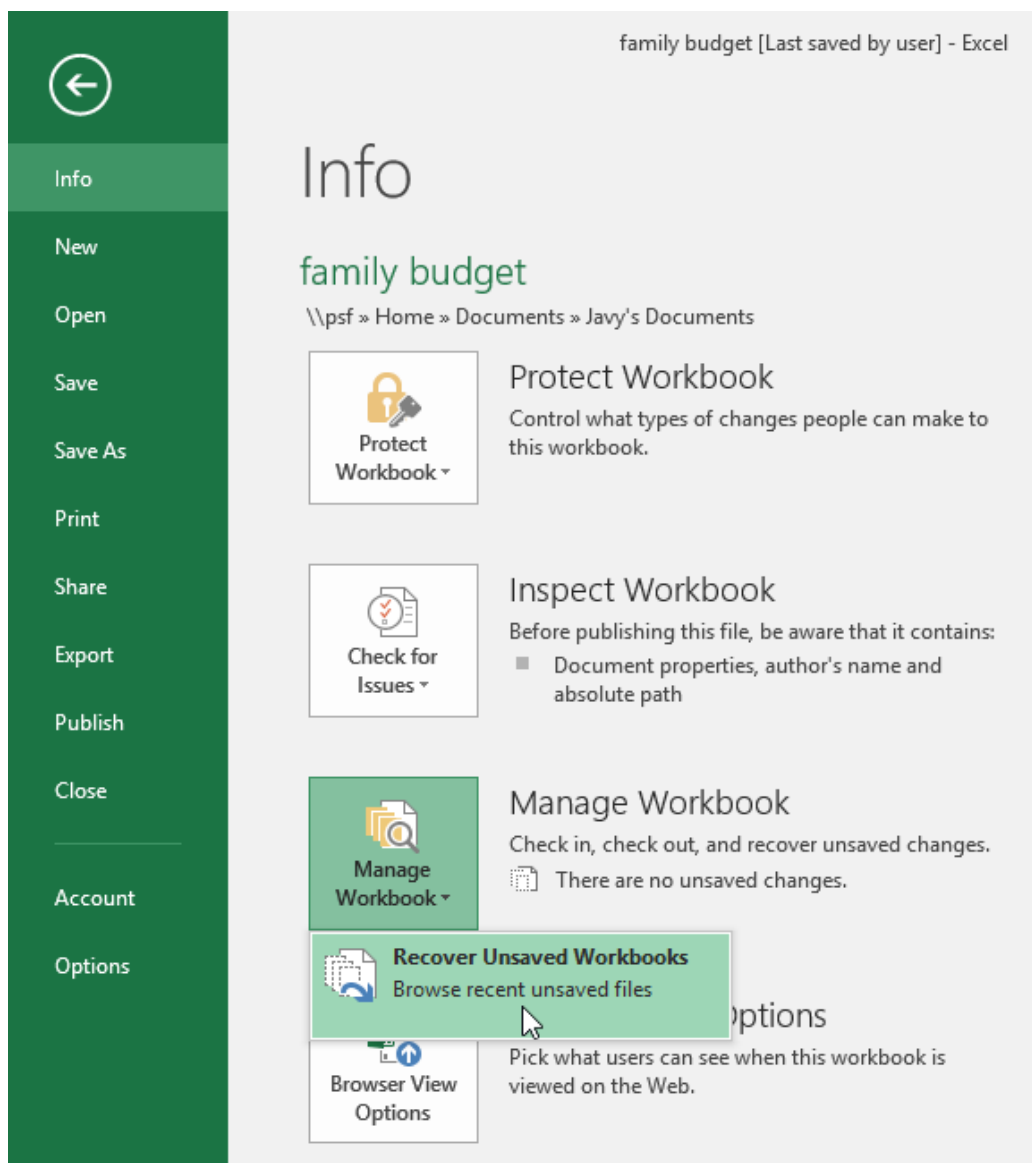 family budget [Last saved by user] - Excel
Info
New
Open
Save
Save As
Print
Share
Export
Publish
Close
Account
Options
Info
family budget
\\psf » Home » Documents » Javy's Documents
Protect
Workbook
Protect Workbook
Control what types of changes people can make to
this workbook.
Check for
Issues
Inspect Workbook
Before publishing this file, be aware that it contains:
Document properties, author's name and
absolute path
Manage
Workbook
Manage Workbook
Check in, check out, and recover unsaved changes.
There are no unsaved changes.
Recover Unsaved Workbooks
Browse recent unsaved files
Browser View
Options
ptions
Pick what users can see when this workbook is
viewed on the Web.